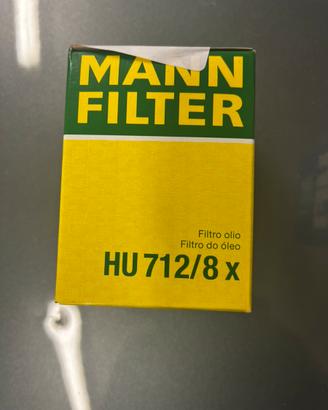 MANN
FILTER
Filtro olio
Filtro do óleo
HU 712/8 x